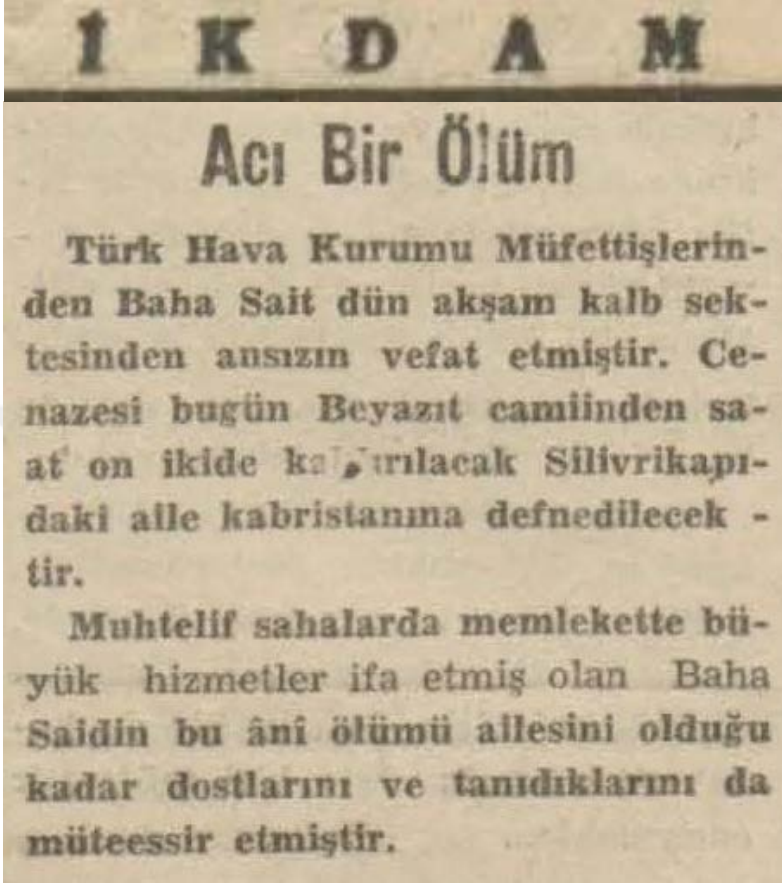 İKDAM
Acı Bir Ölüm
Türk Hava Kurumu Müfettişlerin-
den Baha Sait dün akşam kalb sek-
tesinden ansızın vefat etmiştir. Ce-
nazesi bugün Beyazıt camiinden sa-
at on ikide Silivrikapı-
daki aile kabristanına defnedilecek -
tir.
Muhtelif sahalarda memlekette bü-
yük hizmetler ifa etmiş olan Baha
Saidin bu ânî ölümü ailesini olduğu
kadar dostlarını ve tanıdıklarını da
müteessir etmiştir.